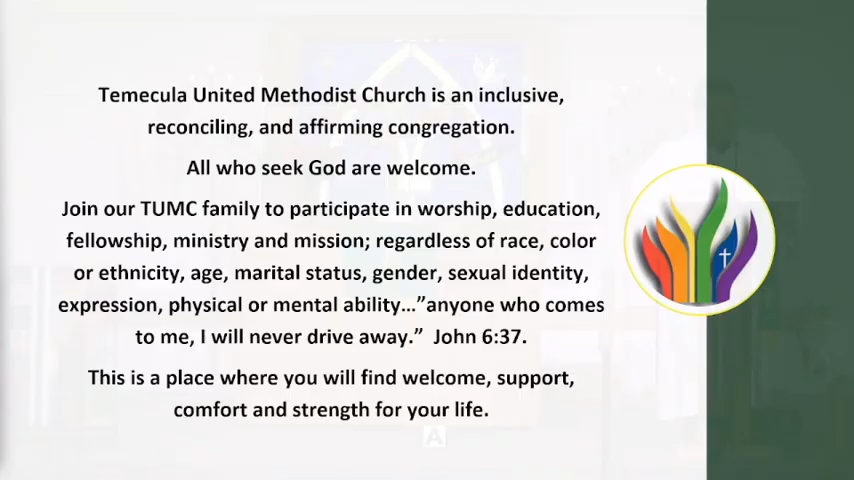 Temecula United Methodist Church is an inclusive,
reconciling, and affirming congregation.
All who seek God are welcome.
Join our TUMC family to participate in worship, education,
fellowship, ministry and mission; regardless of race, color
or ethnicity, age, marital status, gender, sexual identity,
expression, physical or mental ability...”anyone who comes
to me, I will never drive away.”  John 6:37.
This is a place where you will find welcome, support,
comfort and strength for your life.
A